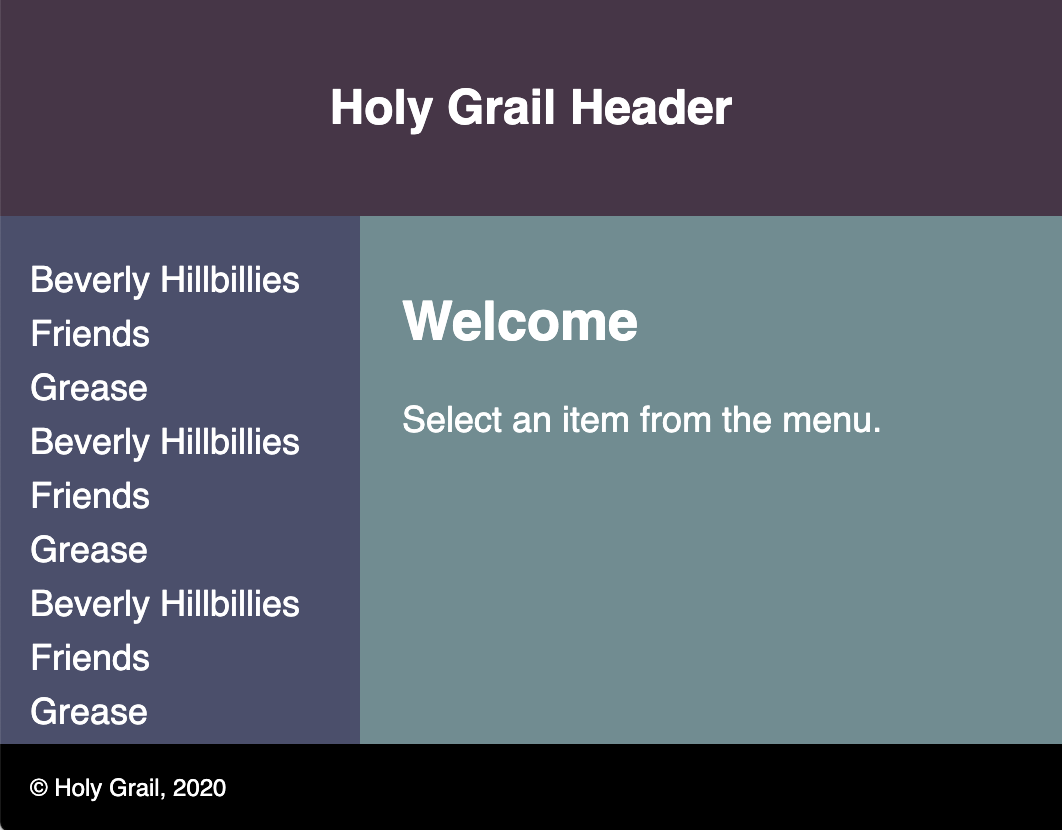 Holy Grail Header
Beverly Hillbillies
Friends
Grease
Beverly Hillbillies
Friends
Grease
Beverly Hillbillies
Friends
Grease
Welcome
Select an item from the menu.
© Holy Grail, 2020